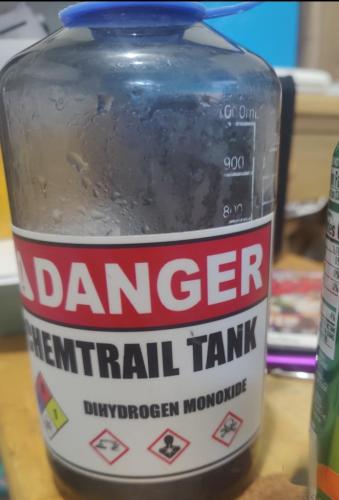 1000mL
900
800
DANGER
CHEMTRAIL TANK
DIHYDROGEN MONOXIDE